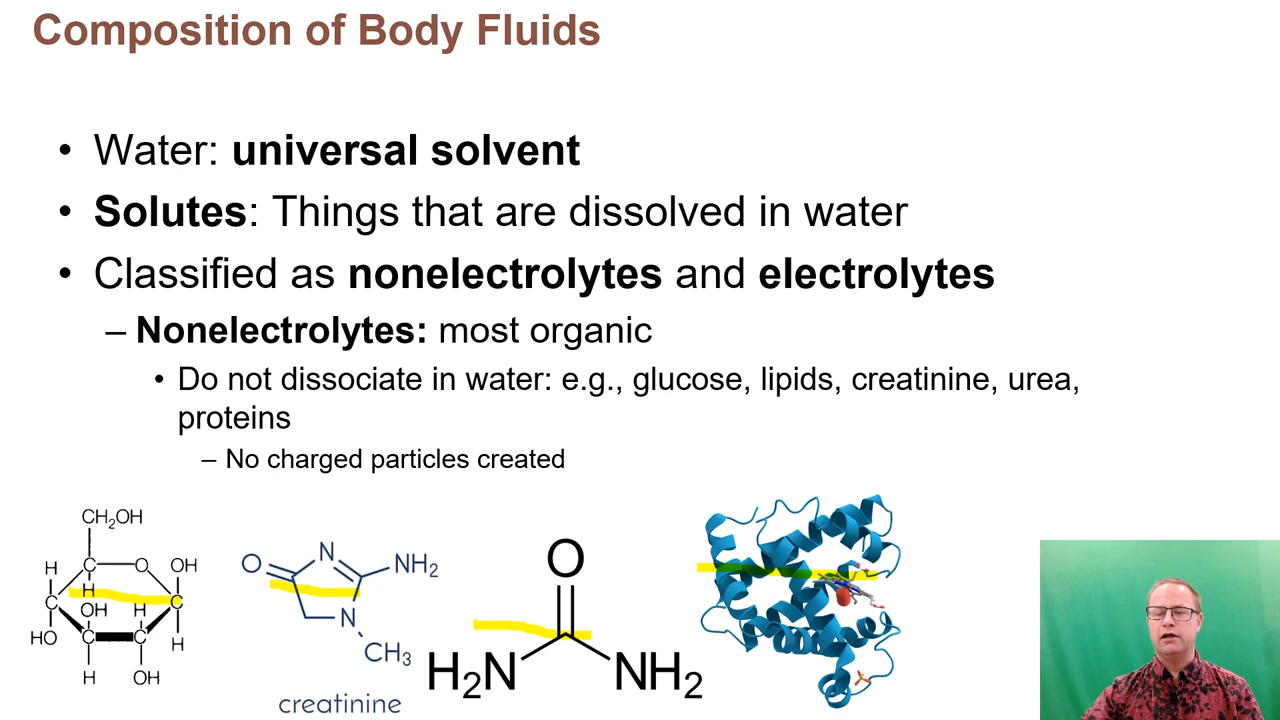 Composition of Body Fluids
• Water: universal solvent
• Solutes: Things that are dissolved in water
• Classified as nonelectrolytes and electrolytes
– Nonelectrolytes: most organic
• Do not dissociate in water: e.g., glucose, lipids, creatinine, urea,
proteins
– No charged particles created
CH₂OH
H C O OH
H
C OH H C
HO C C H
H OH
O N NH₂
N
CH₃
creatinine
O
H₂N NH₂